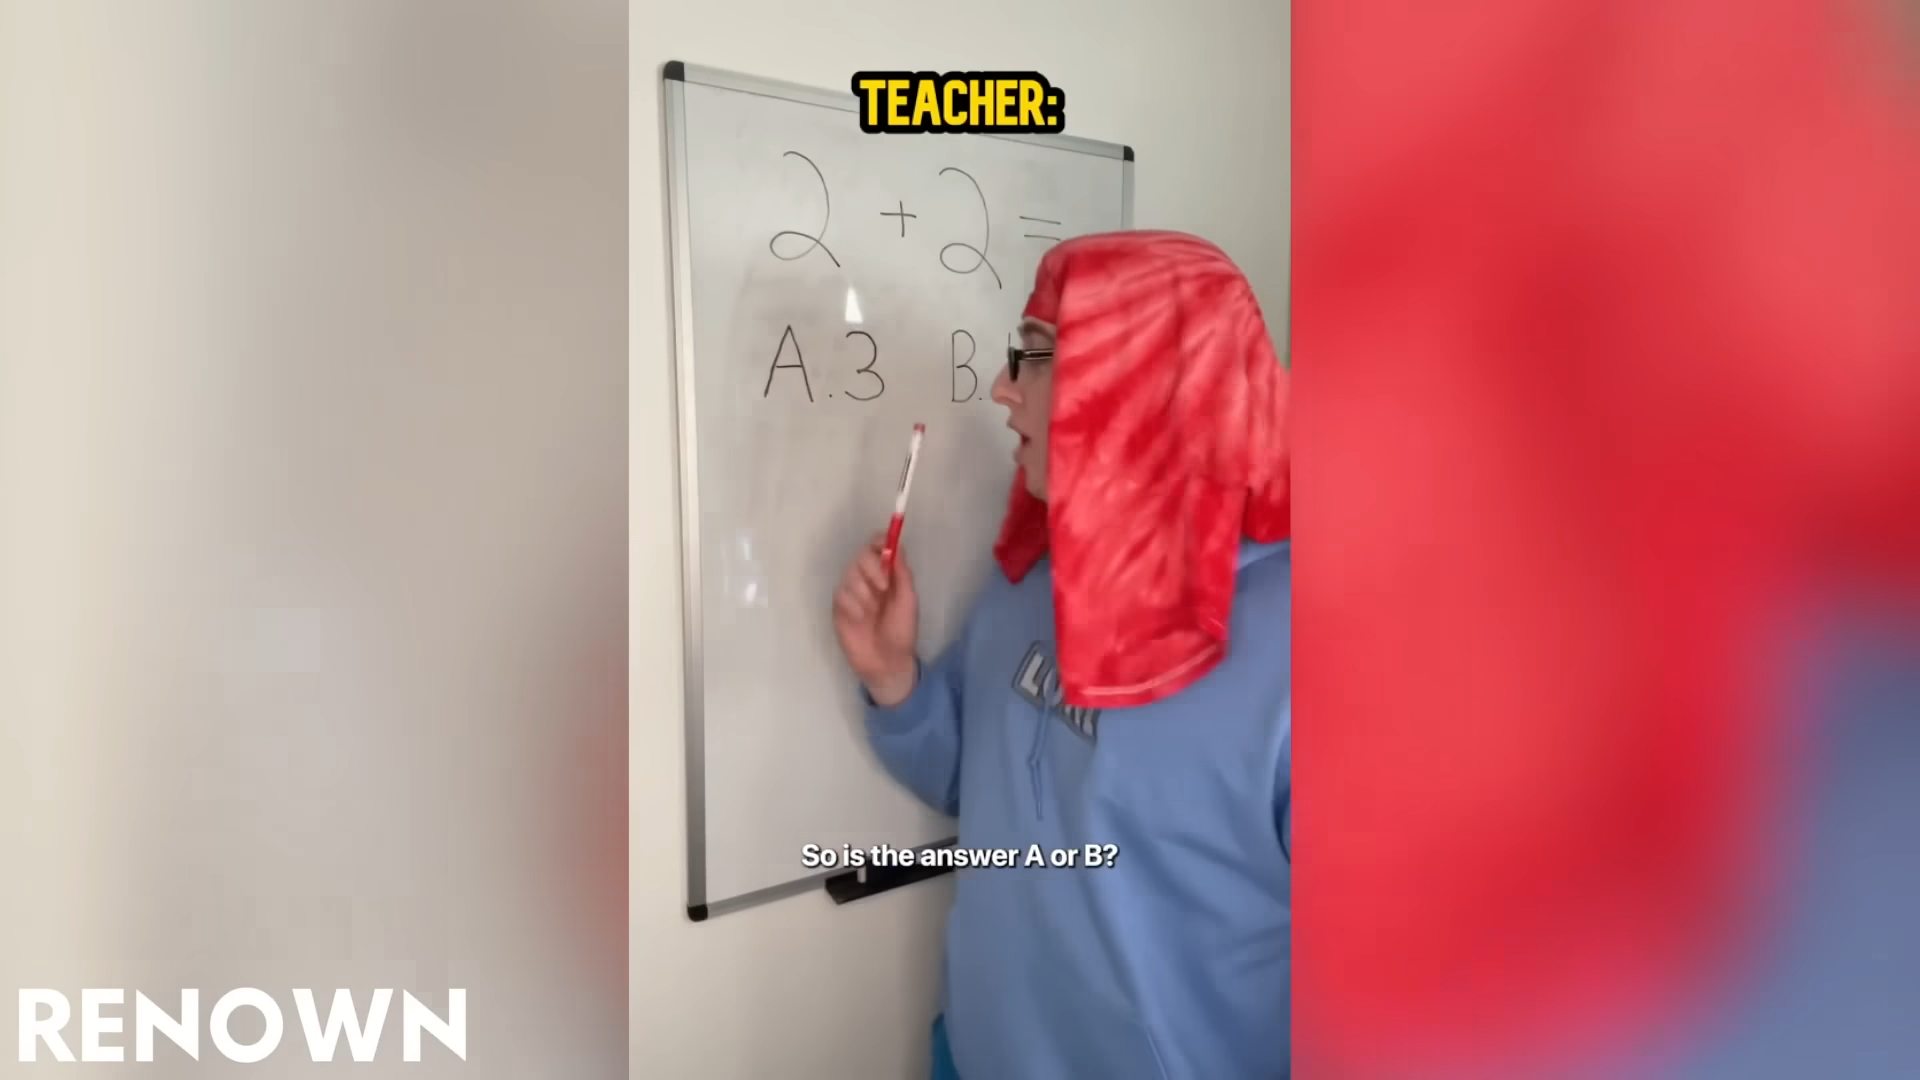 TEACHER:
2 + 2 =
A. 3 B.
So is the answer A or B?
RENOWN